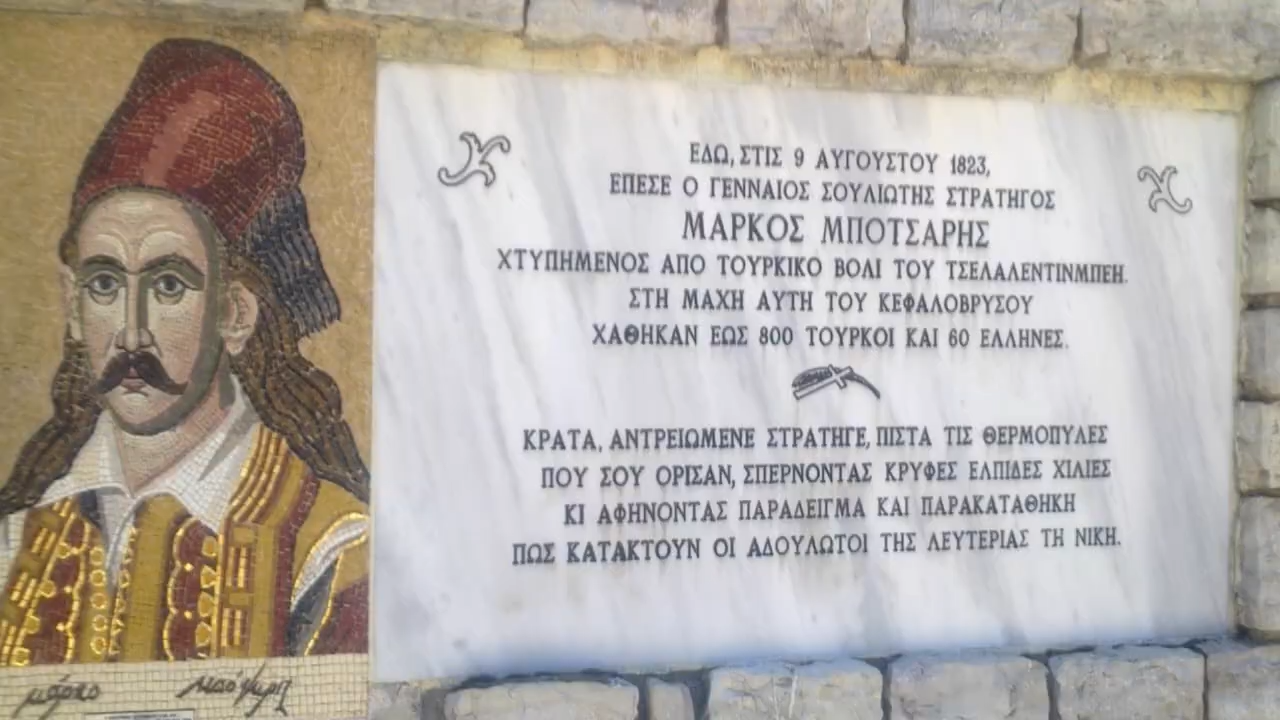 ΕΔΩ, ΣΤΙΣ 9 ΑΥΓΟΥΣΤΟΥ 1823,
ΕΠΕΣΕ Ο ΓΕΝΝΑΙΟΣ ΣΟΥΛΙΩΤΗΣ ΣΤΡΑΤΗΓΟΣ
ΜΑΡΚΟΣ ΜΠΟΤΣΑΡΗΣ
ΧΤΥΠΗΜΕΝΟΣ ΑΠΟ ΤΟΥΡΚΙΚΟ ΒΟΛΙ ΤΟΥ ΤΣΕΛΑΛΕΝΤΙΝΜΠΕΗ.
ΣΤΗ ΜΑΧΗ ΑΥΤΗ ΤΟΥ ΚΕΦΑΛΟΒΡΥΣΟΥ
ΧΑΘΗΚΑΝ ΕΩΣ 800 ΤΟΥΡΚΟΙ ΚΑΙ 60 ΕΛΛΗΝΕΣ.
ΚΡΑΤΑ, ΑΝΤΡΕΙΩΜΕΝΕ ΣΤΡΑΤΗΓΕ, ΠΙΣΤΑ ΤΙΣ ΘΕΡΜΟΠΥΛΕΣ
ΠΟΥ ΣΟΥ ΟΡΙΣΑΝ, ΣΠΕΡΝΟΝΤΑΣ ΚΡΥΦΕΣ ΕΛΠΙΔΕΣ ΧΙΛΙΕΣ
ΚΙ ΑΦΗΝΟΝΤΑΣ ΠΑΡΑΔΕΙΓΜΑ ΚΑΙ ΠΑΡΑΚΑΤΑΘΗΚΗ
ΠΩΣ ΚΑΤΑΚΤΟΥΝ ΟΙ ΑΔΟΥΛΩΤΟΙ ΤΗΣ ΛΕΥΤΕΡΙΑΣ ΤΗ ΝΙΚΗ.